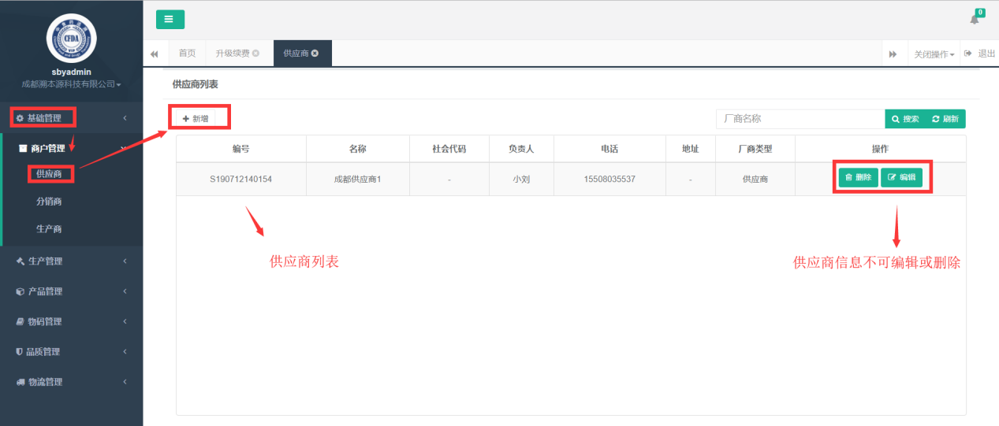 CFDA
sbyadmin
成都溯本源科技有限公司
基础管理
商户管理
供应商
分销商
生产商
生产管理
产品管理
物码管理
品质管理
物流管理
0
首页 升级续费 供应商 关闭操作 退出
供应商列表
新增 厂商名称 搜索 刷新
编号 名称 社会代码 负责人 电话 地址 厂商类型 操作
S190712140154 成都供应商1 - 小刘 15508035537 - 供应商 删除 编辑
供应商列表
供应商信息不可编辑或删除